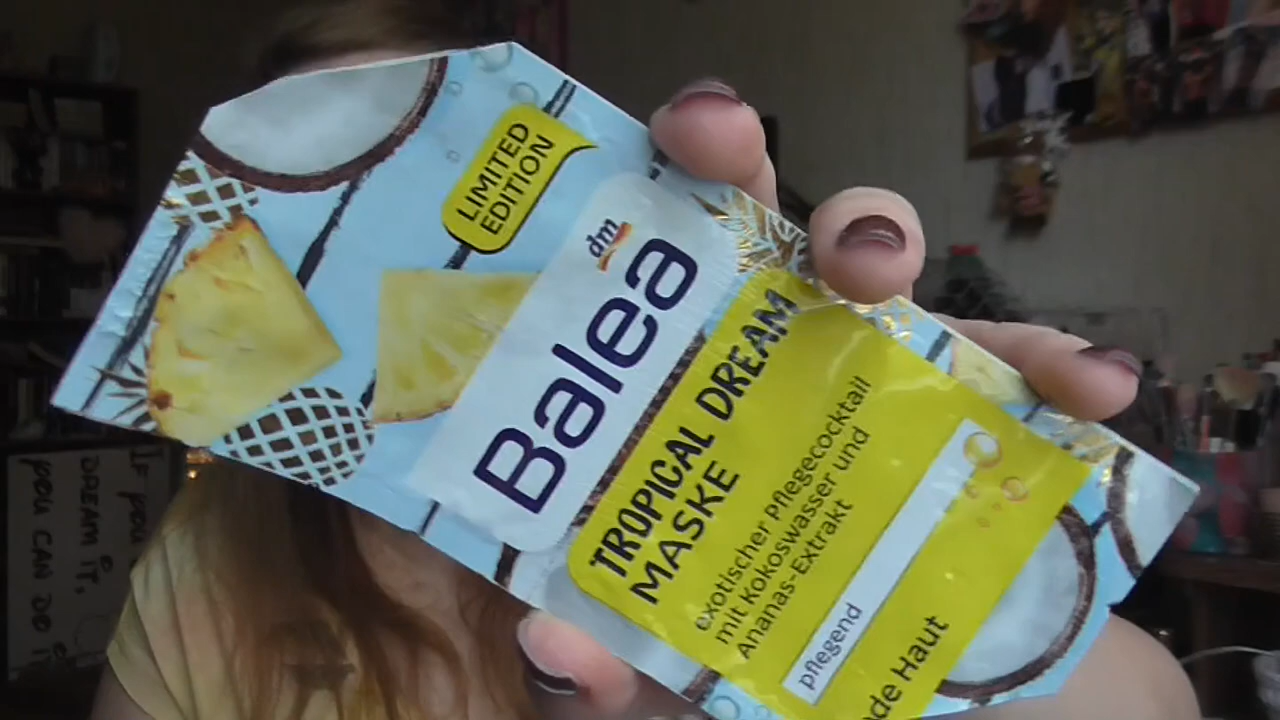 LIMITED
EDITION
dm
Balea
TROPICAL DREAM
MASKE
exotischer Pflegecocktail
mit Kokoswasser und
Ananas-Extrakt
pflegend
de Haut
IF YOU
DREAM IT,
YOU CAN DO IT